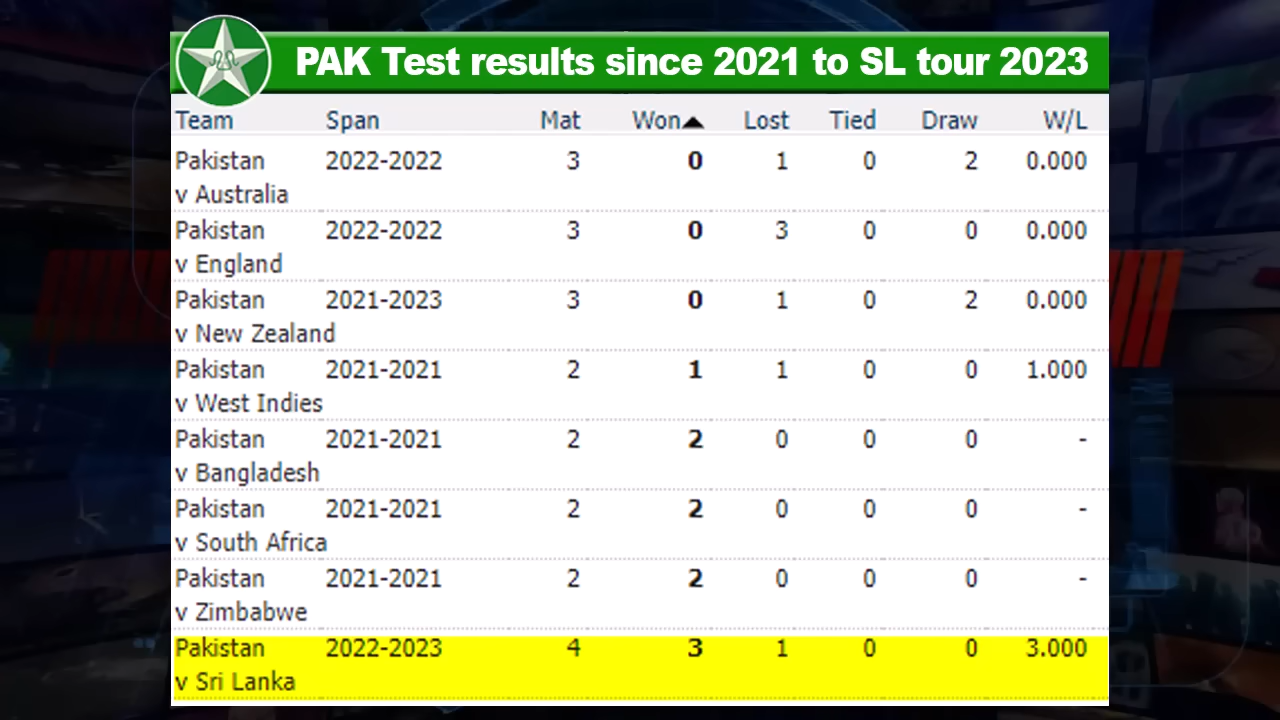 PAK Test results since 2021 to SL tour 2023
Team Span Mat Won▲ Lost Tied Draw W/L
Pakistan 2022-2022 3 0 1 0 2 0.000
v Australia
Pakistan 2022-2022 3 0 3 0 0 0.000
v England
Pakistan 2021-2023 3 0 1 0 2 0.000
v New Zealand
Pakistan 2021-2021 2 1 1 0 0 1.000
v West Indies
Pakistan 2021-2021 2 2 0 0 0 -
v Bangladesh
Pakistan 2021-2021 2 2 0 0 0 -
v South Africa
Pakistan 2021-2021 2 2 0 0 0 -
v Zimbabwe
Pakistan 2022-2023 4 3 1 0 0 3.000
v Sri Lanka